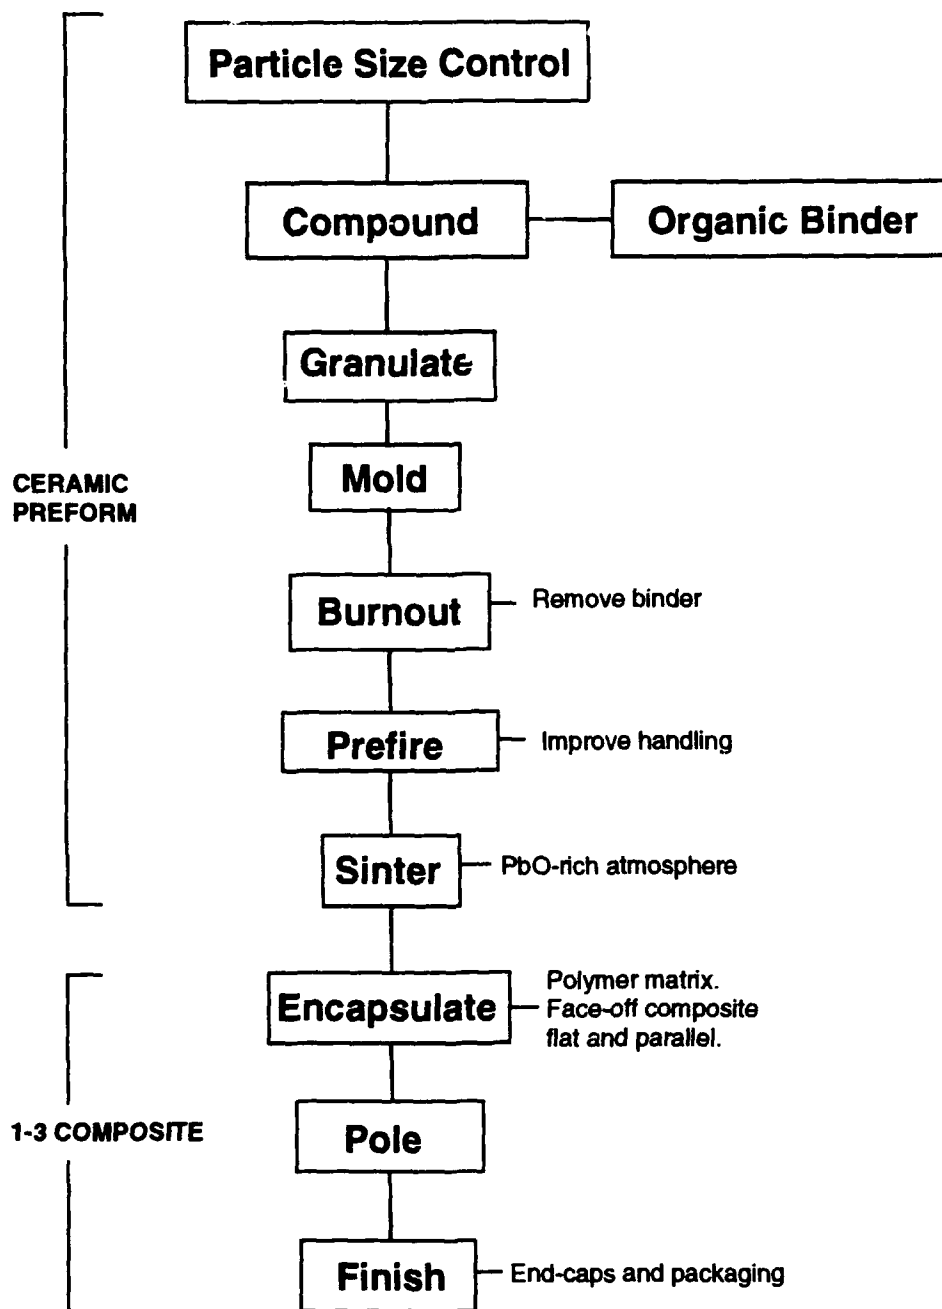 Particle Size Control
Compound
Organic Binder
Granulate
Mold
CERAMIC
PREFORM
Burnout
Remove binder
Prefire
Improve handling
Sinter
PbO-rich atmosphere
Encapsulate
Polymer matrix.
Face-off composite
flat and parallel.
1-3 COMPOSITE
Pole
Finish
End-caps and packaging